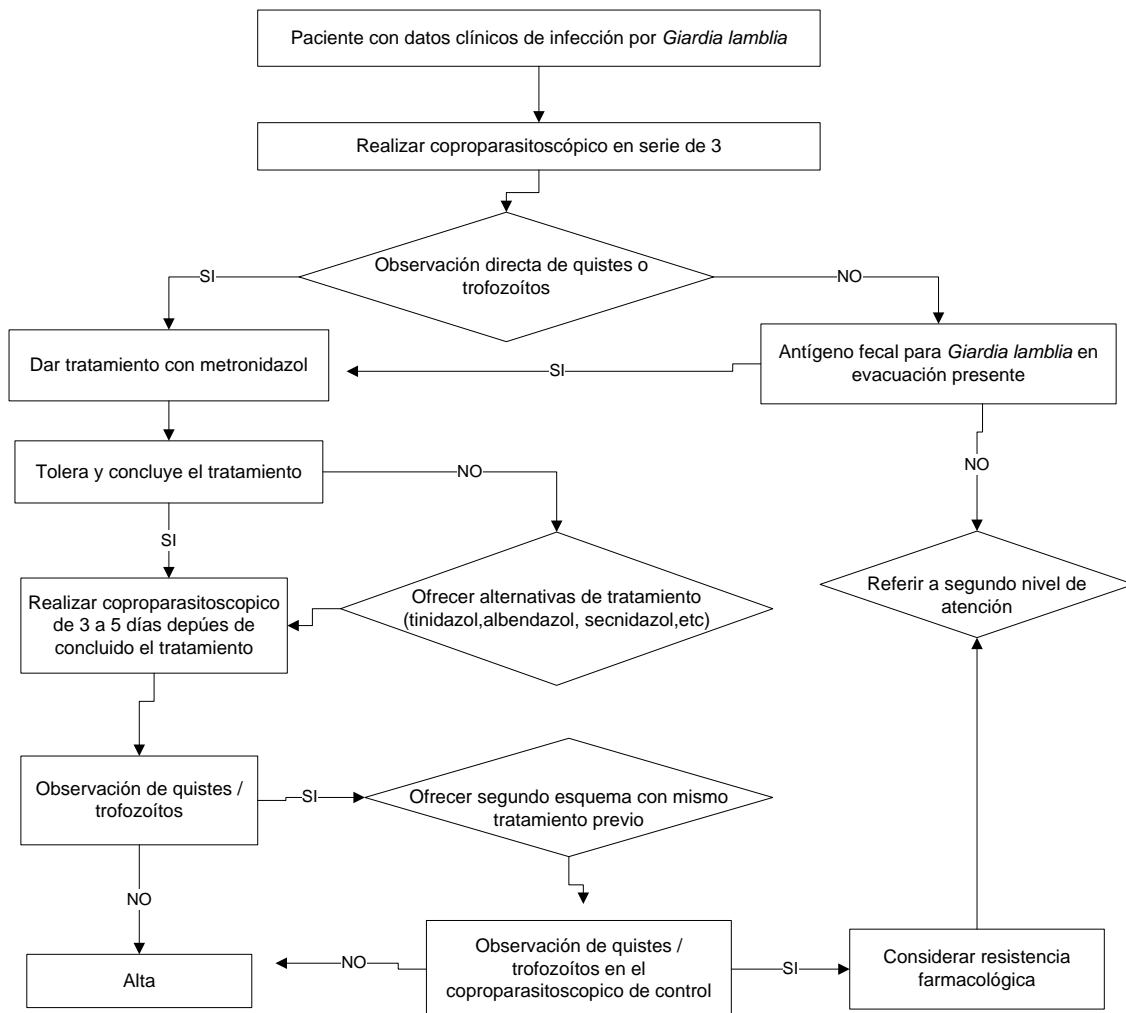 Paciente con datos clínicos de infección por Giardia lamblia
Realizar coproparasitoscópico en serie de 3
Observación directa de quistes o
trofozoítos
SI
NO
Dar tratamiento con metronidazol
SI
Antígeno fecal para Giardia lamblia en
evacuación presente
Tolera y concluye el tratamiento
NO
NO
SI
Realizar coproparasitoscopico
de 3 a 5 días depúes de
concluido el tratamiento
Ofrecer alternativas de tratamiento
(tinidazol,albendazol, secnidazol,etc)
Referir a segundo nivel de
atención
Observación de quistes /
trofozoítos
SI
Ofrecer segundo esquema con mismo
tratamiento previo
NO
Alta
NO
Observación de quistes /
trofozoítos en el
coproparasitoscopico de control
SI
Considerar resistencia
farmacológica